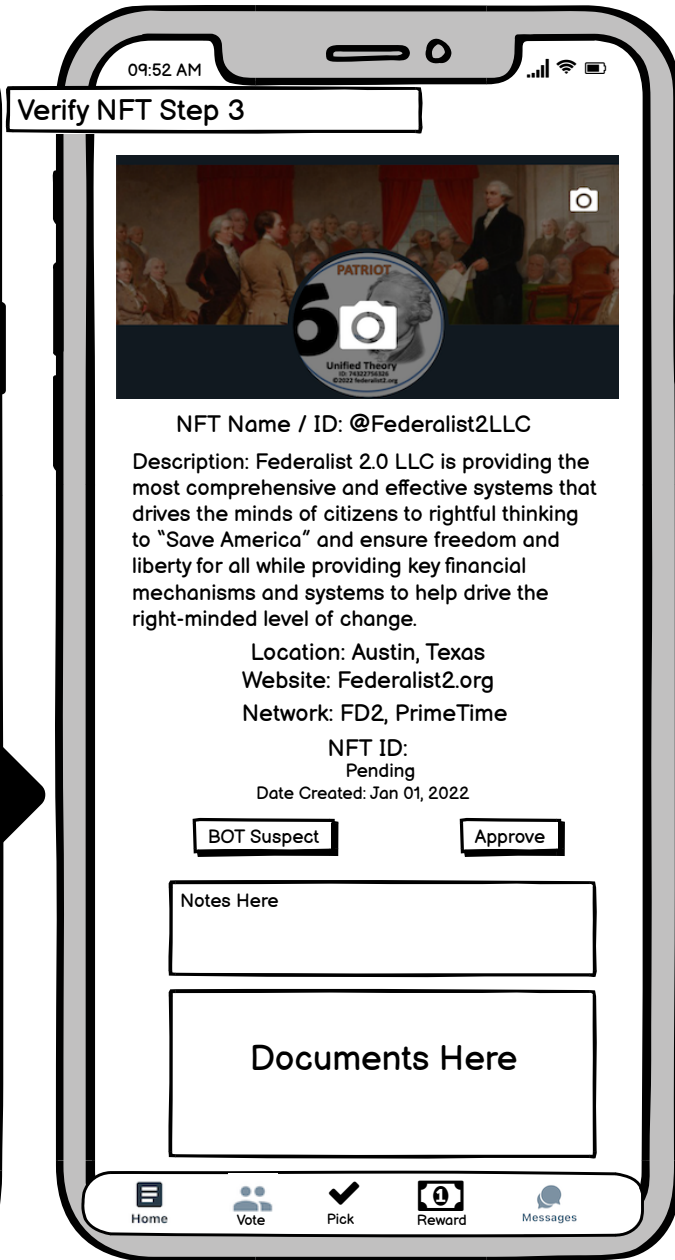 09:52 AM
Verify NFT Step 3
PATRIOT
6
Unified Theory
ID: 74322756326
©2022 federalist2.org
NFT Name / ID: @Federalist2LLC
Description: Federalist 2.0 LLC is providing the
most comprehensive and effective systems that
drives the minds of citizens to rightful thinking
to “Save America” and ensure freedom and
liberty for all while providing key financial
mechanisms and systems to help drive the
right-minded level of change.
Location: Austin, Texas
Website: Federalist2.org
Network: FD2, PrimeTime
NFT ID:
Pending
Date Created: Jan 01, 2022
BOT Suspect
Approve
Notes Here
Documents Here
1
Home
Vote
Pick
Reward
Messages